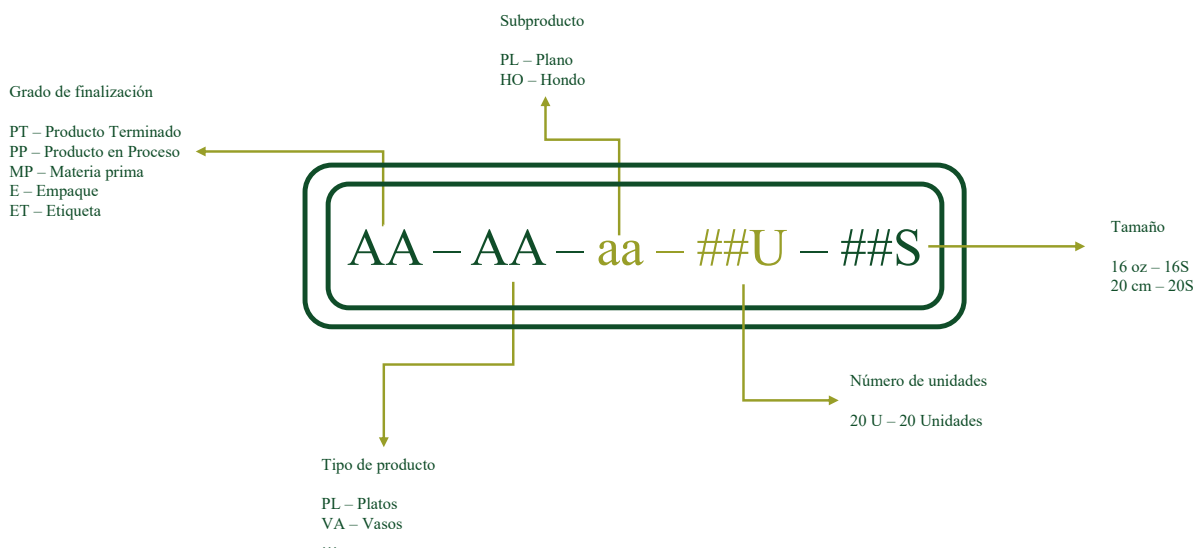 Subproducto
PL – Plano
HO – Hondo
Grado de finalización
PT – Producto Terminado
PP – Producto en Proceso
MP – Materia prima
E – Empaque
ET – Etiqueta
AA – AA – aa – ##U – ##S
Tamaño
16 oz – 16S
20 cm – 20S
Número de unidades
20 U – 20 Unidades
Tipo de producto
PL – Platos
VA – Vasos
...